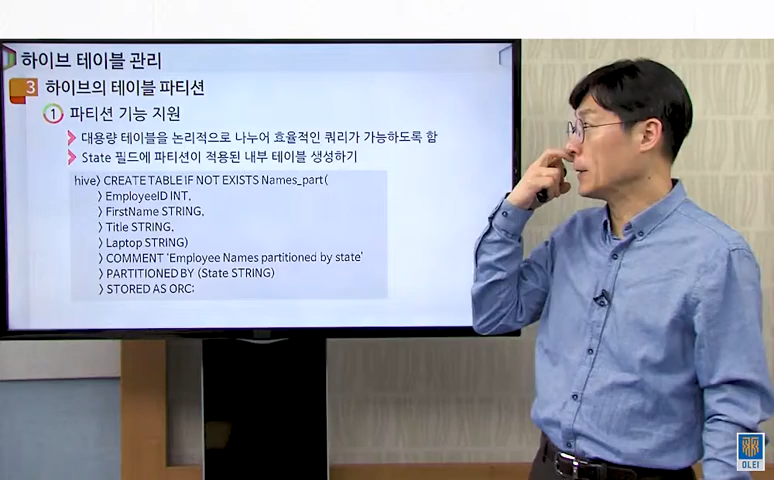 하이브 테이블 관리
3 하이브의 테이블 파티션
1 파티션 기능 지원
대용량 테이블을 논리적으로 나누어 효율적인 쿼리가 가능하도록 함
State 필드에 파티션이 적용된 내부 테이블 생성하기
hive> CREATE TABLE IF NOT EXISTS Names_part(
> EmployeeID INT,
> FirstName STRING,
> Title STRING,
> Laptop STRING)
> COMMENT 'Employee Names partitioned by state'
> PARTITIONED BY (State STRING)
> STORED AS ORC;
OLEI